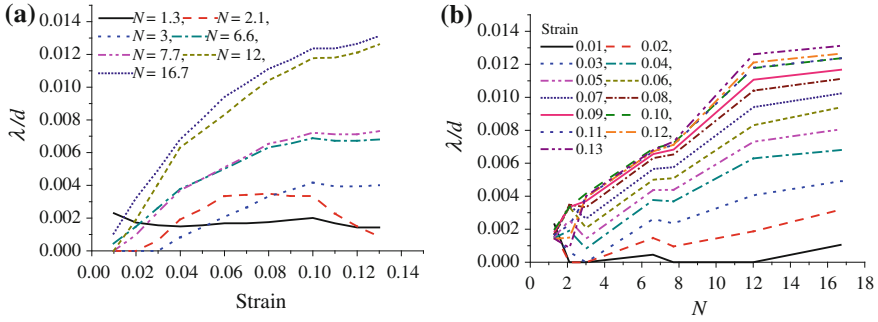 (a)
N = 1.3, N = 2.1,
N = 3, N = 6.6,
N = 7.7, N = 12,
N = 16.7
0.014
0.012
0.010
0.008
0.006
0.004
0.002
0.000
λ/d
0.00 0.02 0.04 0.06 0.08 0.10 0.12 0.14
Strain
(b)
Strain
0.01, 0.02,
0.03, 0.04,
0.05, 0.06,
0.07, 0.08,
0.09, 0.10,
0.11, 0.12,
0.13
0.014
0.012
0.010
0.008
0.006
0.004
0.002
0.000
λ/d
0 2 4 6 8 10 12 14 16 18
N